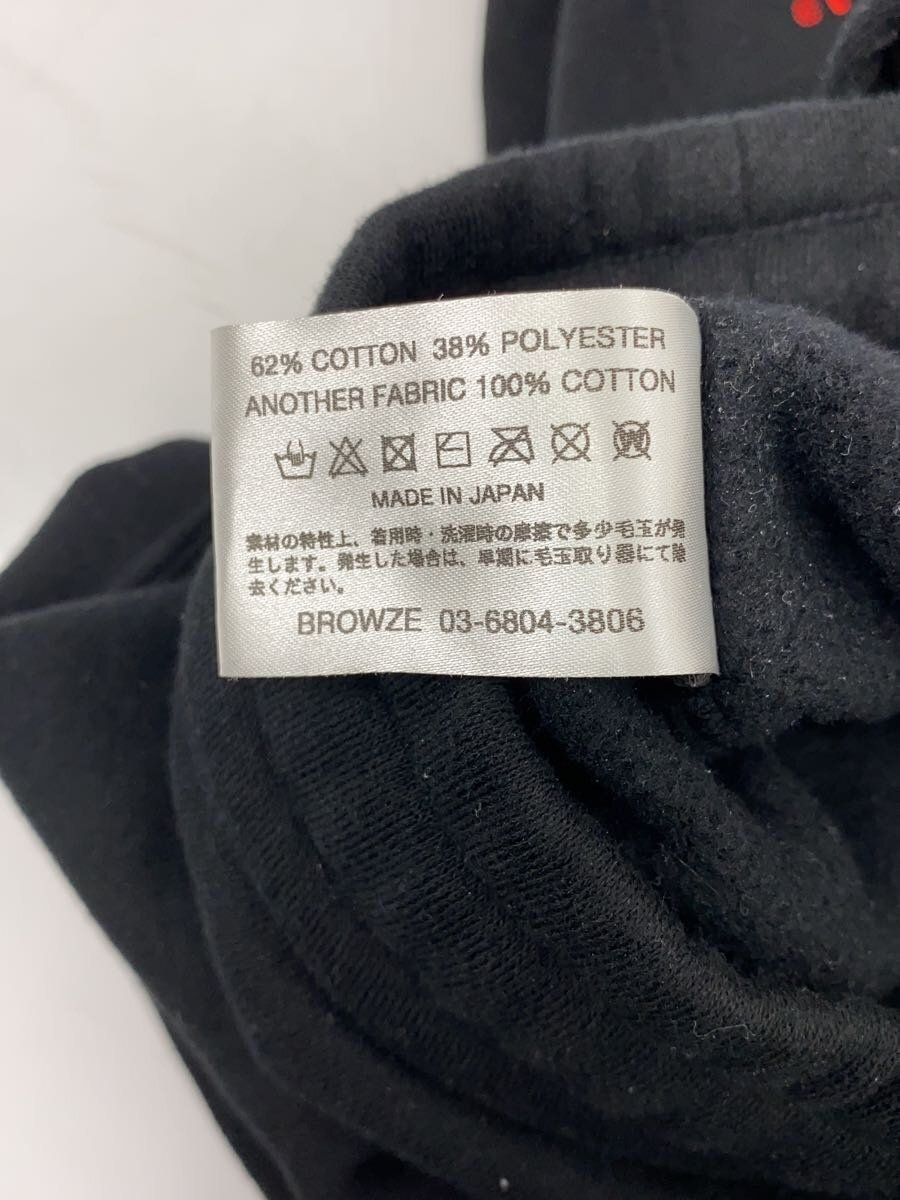 62% COTTON 38% POLYESTER
ANOTHER FABRIC 100% COTTON
W
MADE IN JAPAN
素材の特性上、着用時・洗濯時の摩擦で多少毛玉が発
生します。発生した場合は、早期に毛玉取り器にて除
去ください。
BROWZE 03-6804-3806